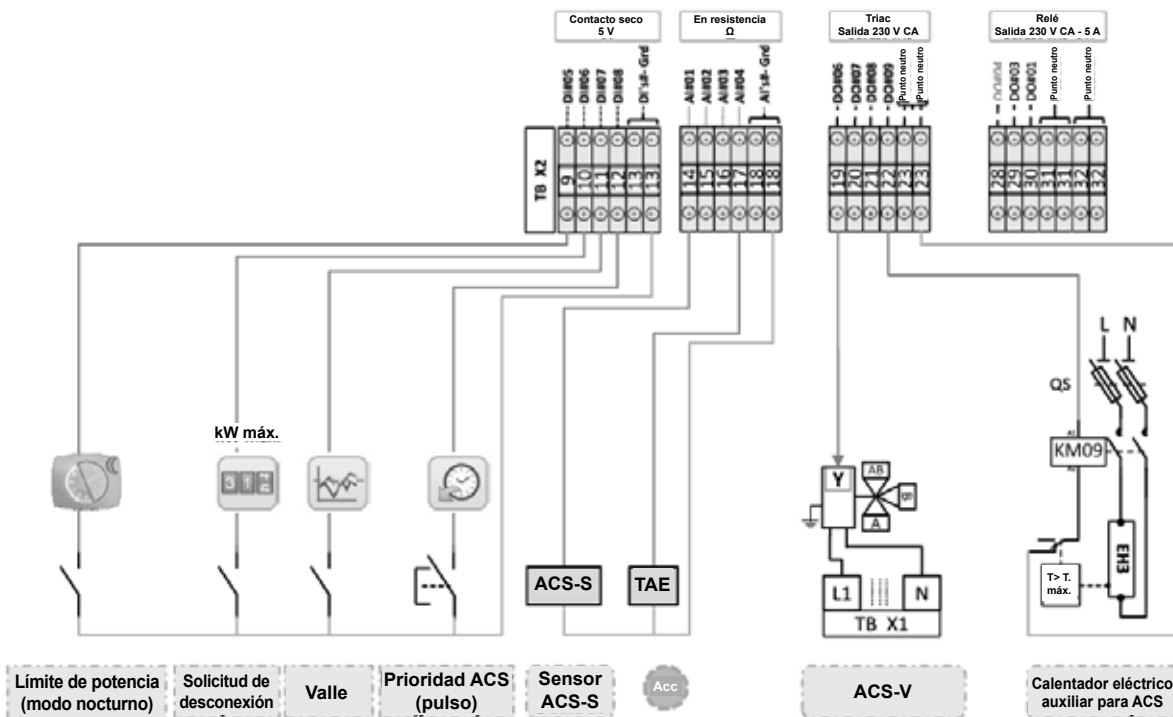 Contacto seco
5 V
En resistencia
Ω
Triac
Salida 230 V CA
Relé
Salida 230 V CA - 5 A
DI#05
DI#06
DI#07
DI#08
DI's#- Grd
AI#01
AI#02
AI#03
AI#04
AI's#- Grd
DO#06
DO#07
DO#08
DO#09
Punto neutro
Punto neutro
DO#03
DO#01
Punto neutro
Punto neutro
TB X2
9
10
11
12
13
13
14
15
16
17
18
18
19
20
21
22
23
23
28
29
30
31
31
32
32
kW máx.
L N
QS
A1
KM09
A2
Y
AB
B
A
EH3
T> T.
máx.
ACS-S
TAE
L1
N
TB X1
Límite de potencia
(modo nocturno)
Solicitud de
desconexión
Valle
Prioridad ACS
(pulso)
Sensor
ACS-S
Acc
ACS-V
Calentador eléctrico
auxiliar para ACS